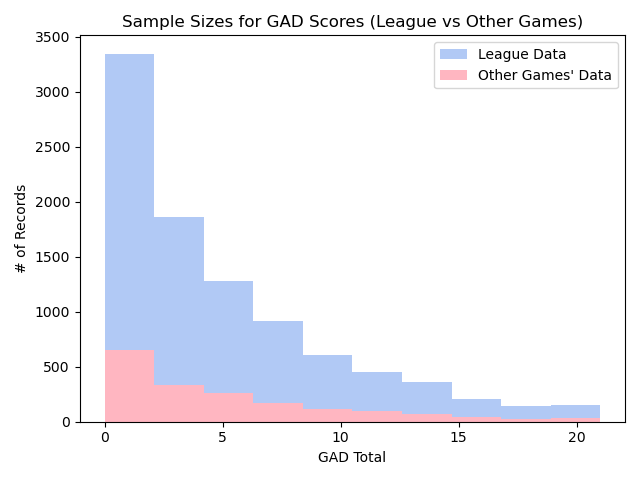 Sample Sizes for GAD Scores (League vs Other Games)
League Data
Other Games' Data
3500
3000
2500
2000
1500
1000
500
0
# of Records
0 5 10 15 20
GAD Total